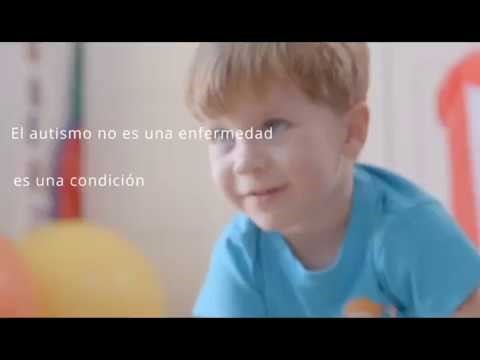 El autismo no es una enfermedad
es una condición